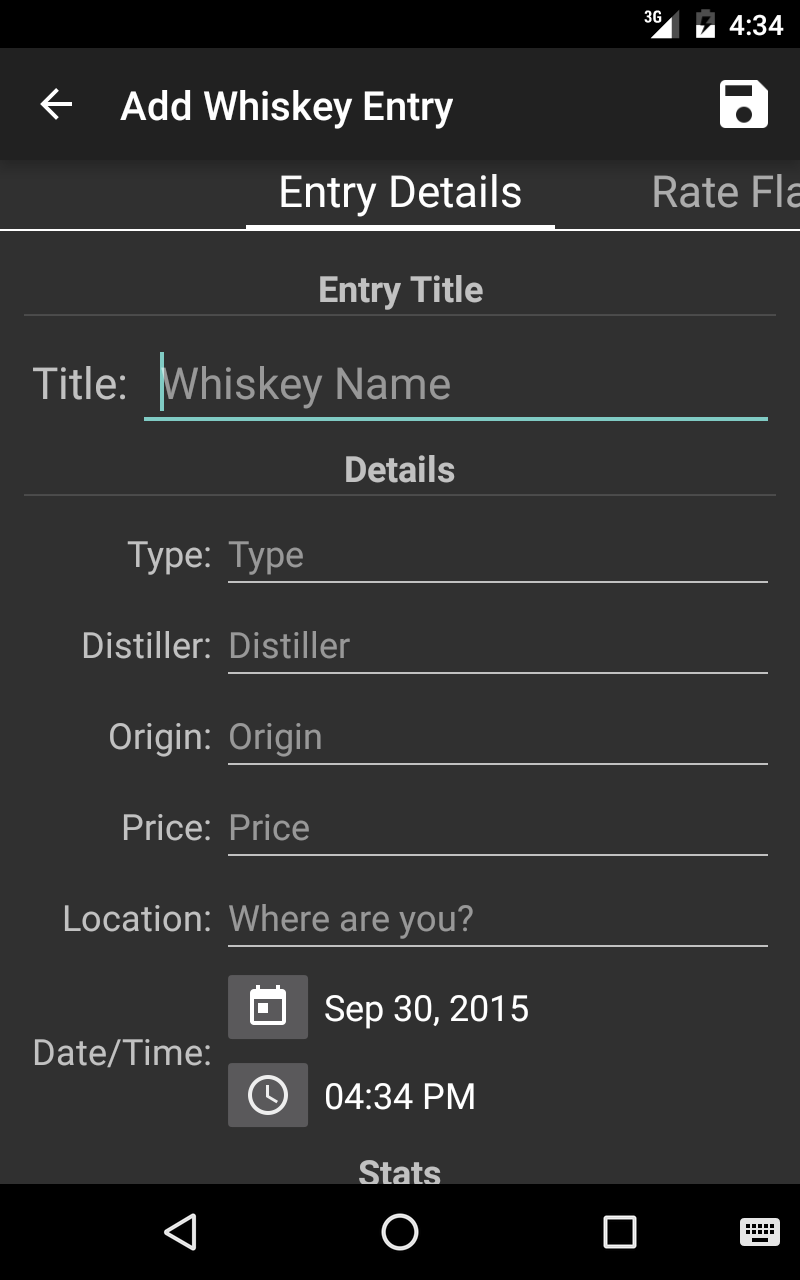 3G 4:34
Add Whiskey Entry
Entry Details Rate Fla
Entry Title
Title: Whiskey Name
Details
Type: Type
Distiller: Distiller
Origin: Origin
Price: Price
Location: Where are you?
Sep 30, 2015
Date/Time:
04:34 PM
Stats